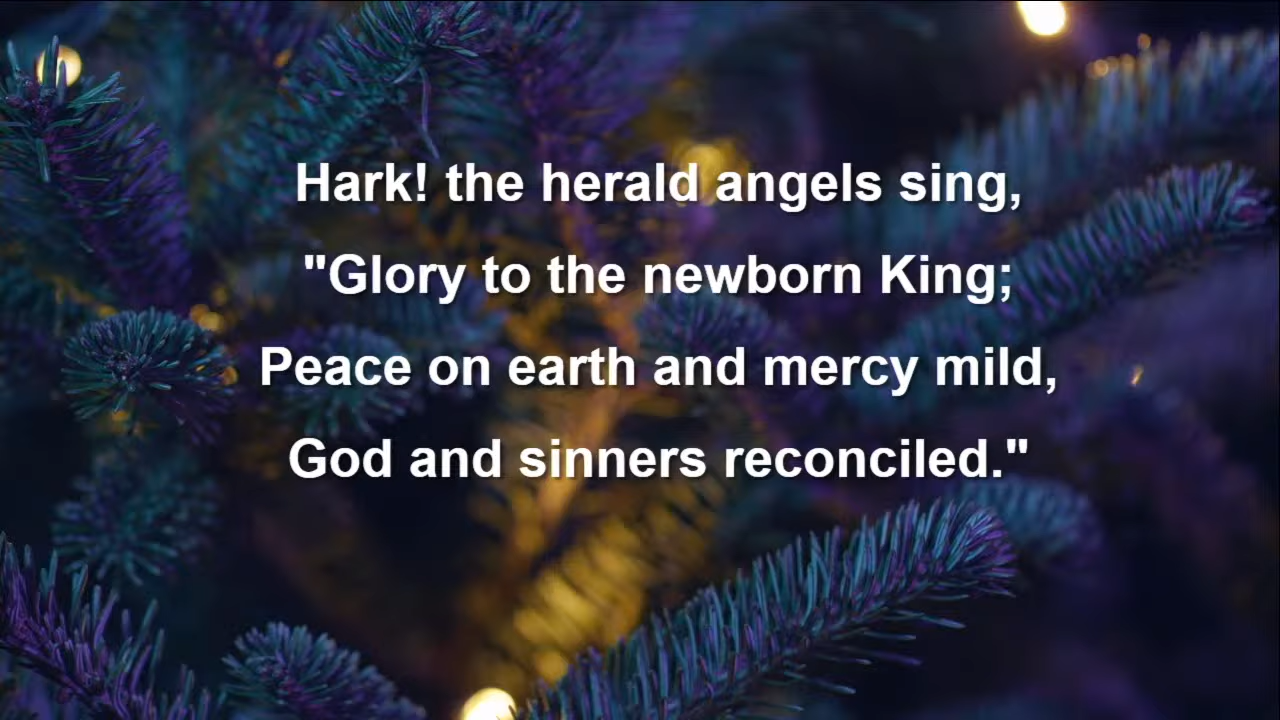 Hark! the herald angels sing,
"Glory to the newborn King;
Peace on earth and mercy mild,
God and sinners reconciled."